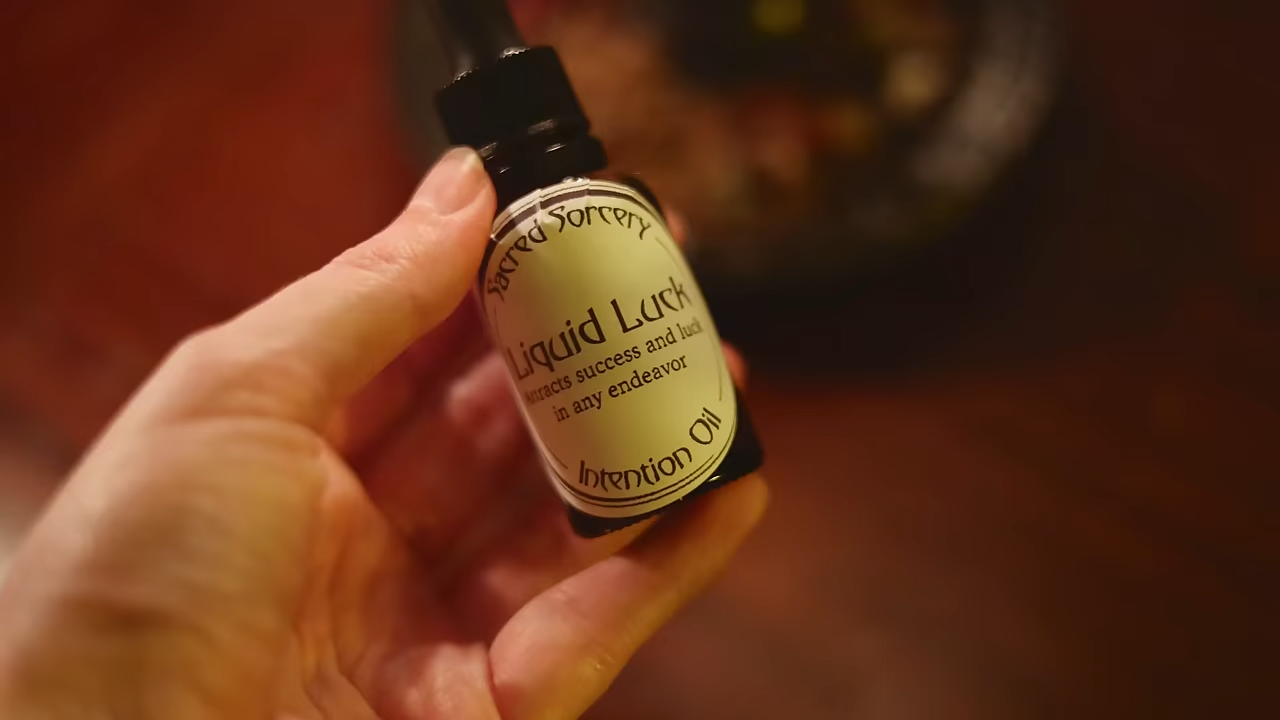 Sacred Sorcery
Liquid Luck
Attracts success and luck
in any endeavor
Intention Oil